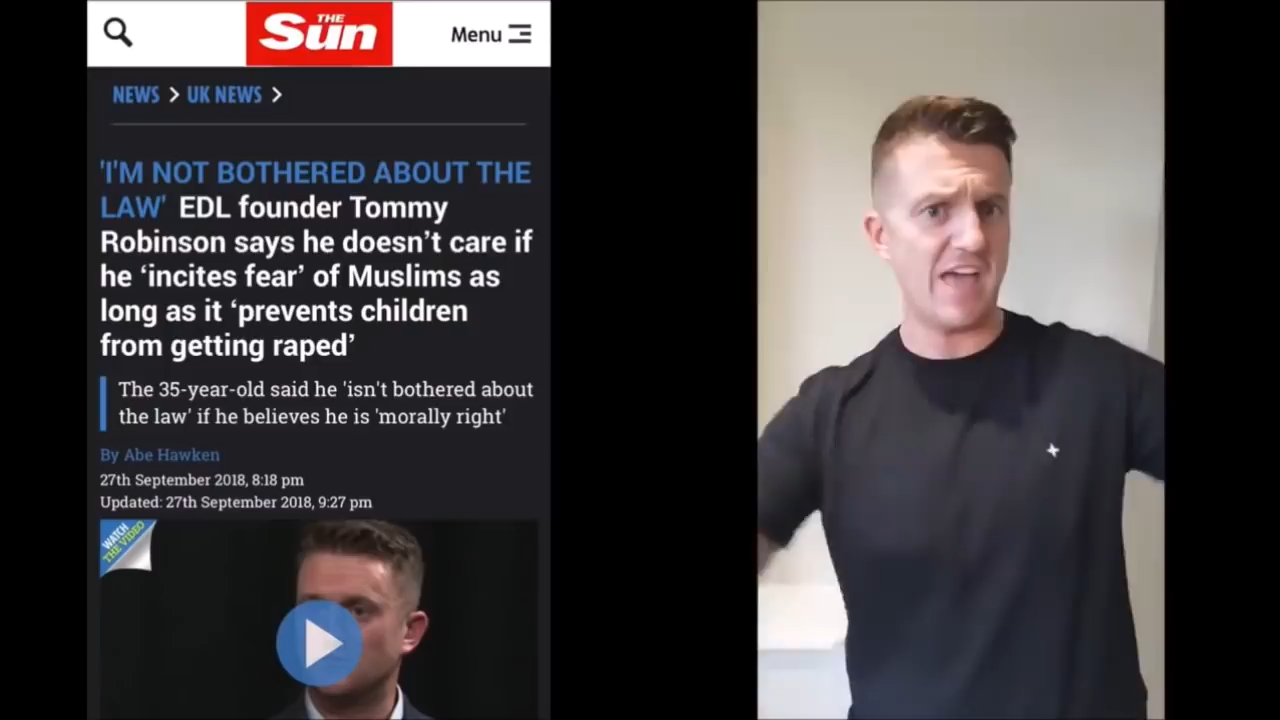 THE
Sun
Menu
NEWS > UK NEWS >
'I'M NOT BOTHERED ABOUT THE
LAW' EDL founder Tommy
Robinson says he doesn't care if
he 'incites fear' of Muslims as
long as it 'prevents children
from getting raped'
The 35-year-old said he 'isn't bothered about
the law' if he believes he is 'morally right'
By Abe Hawken
27th September 2018, 8:18 pm
Updated: 27th September 2018, 9:27 pm
WATCH
THE VIDEO